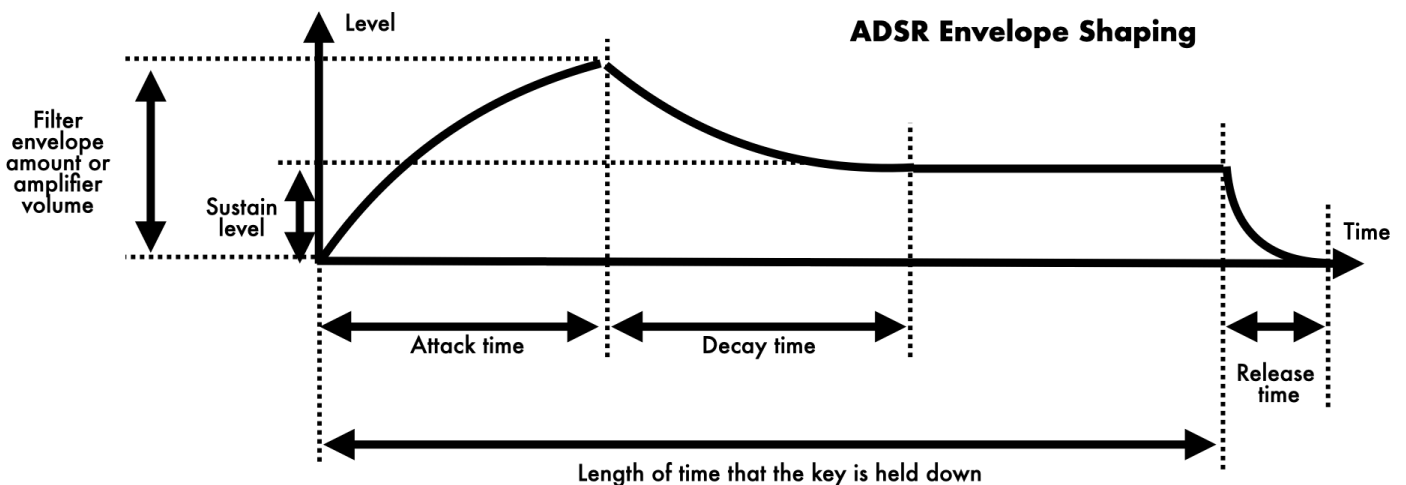 ADSR Envelope Shaping
Level
Filter
envelope
amount or
amplifier
volume
Sustain
level
Time
Attack time
Decay time
Release
time
Length of time that the key is held down